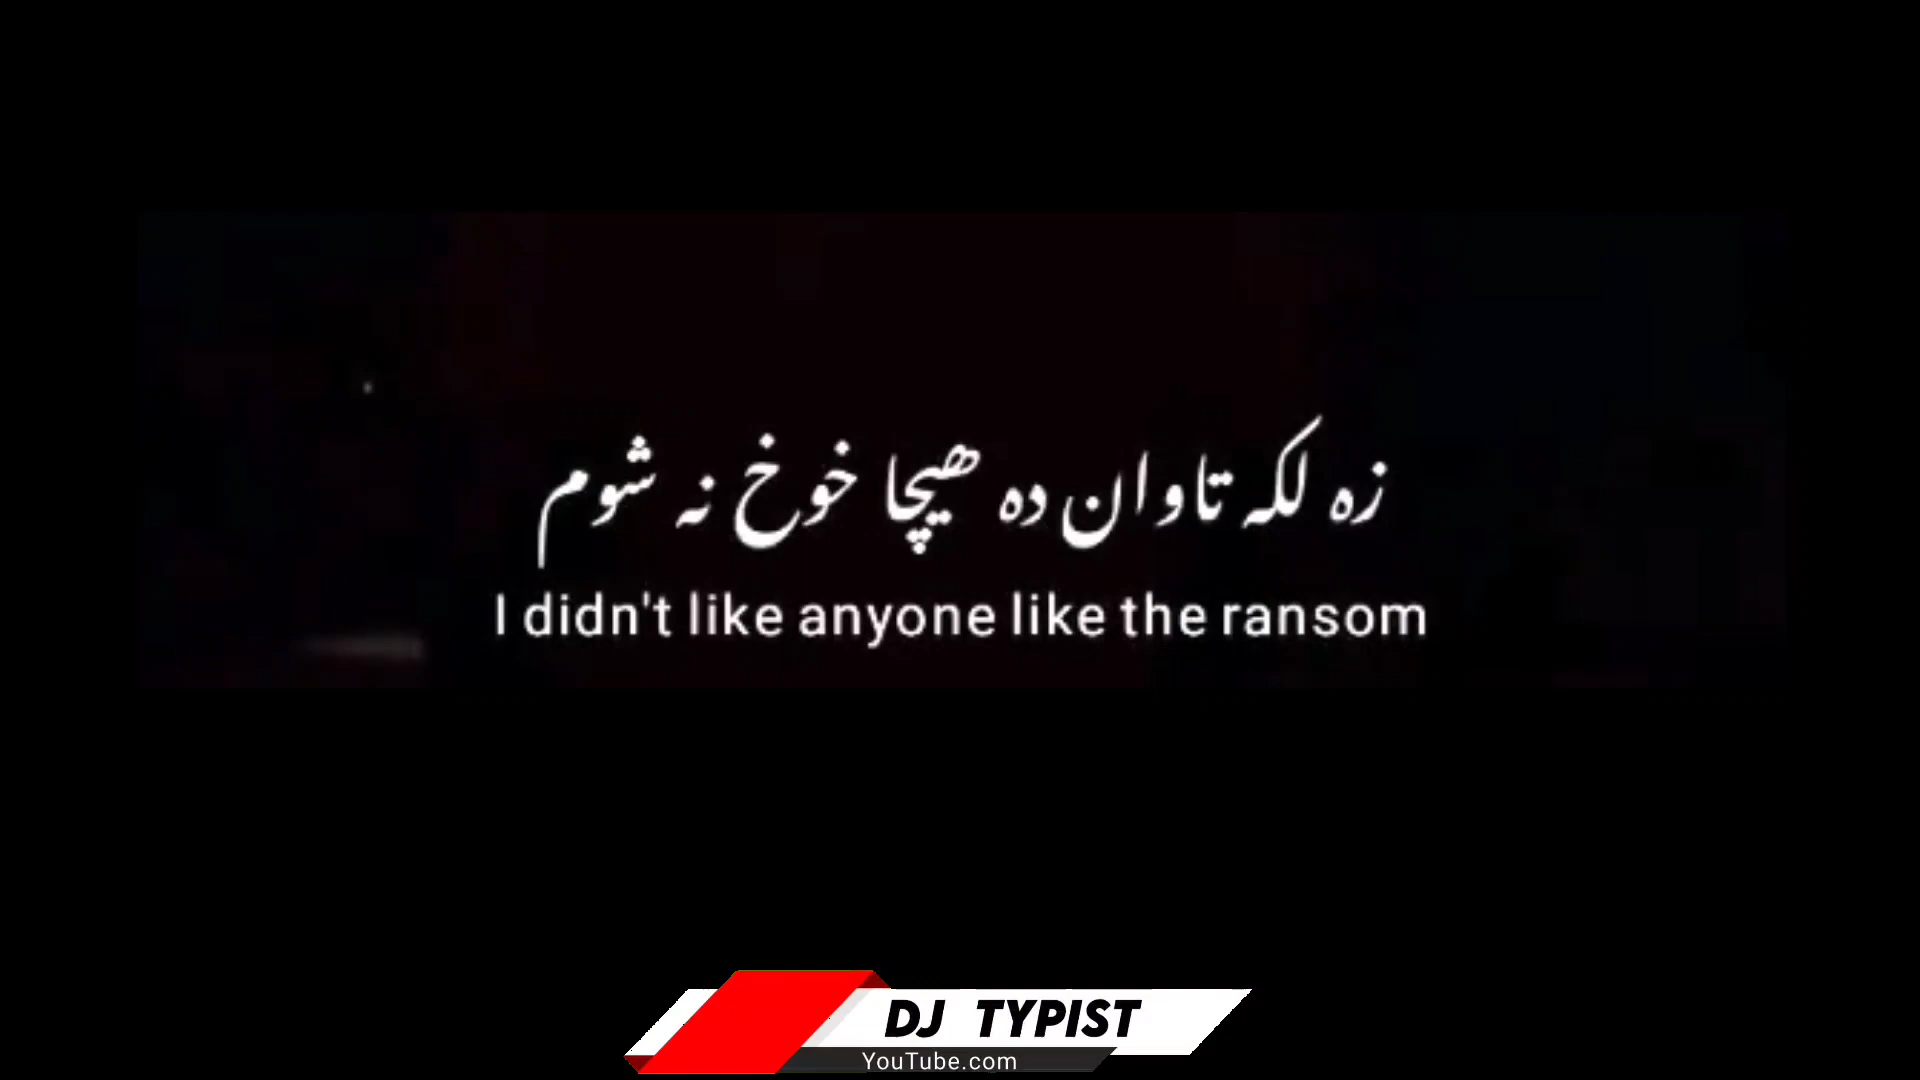 زه لکه تاوان ده هیچا خوخ نه شوم
I didn't like anyone like the ransom
DJ TYPIST
YouTube.com